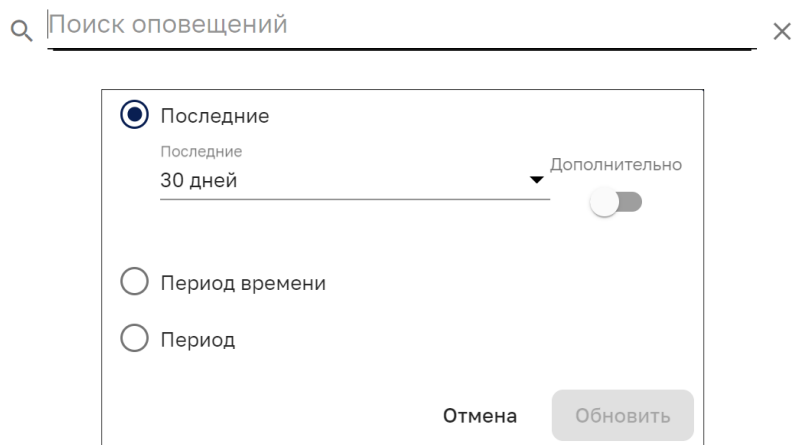 Поиск оповещений
Последние
Последние
30 дней
Дополнительно
Период времени
Период
Отмена
Обновить